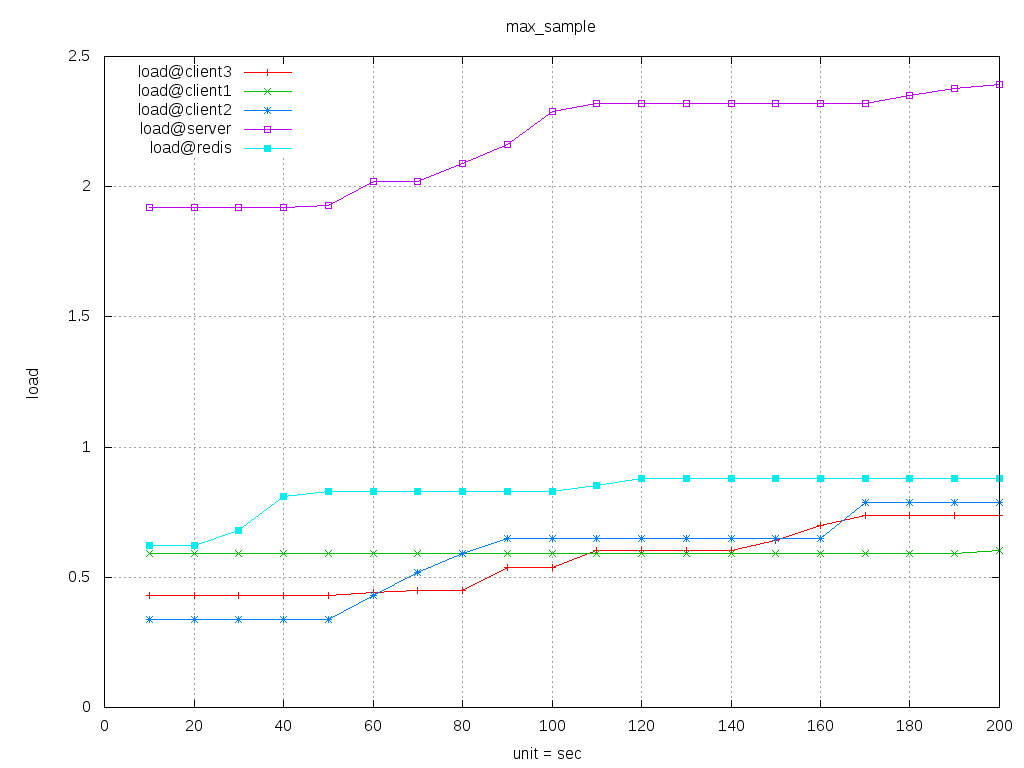 max_sample
2.5
2
1.5
1
0.5
0
load
load@client3
load@client1
load@client2
load@server
load@redis
0 20 40 60 80 100 120 140 160 180 200
unit = sec